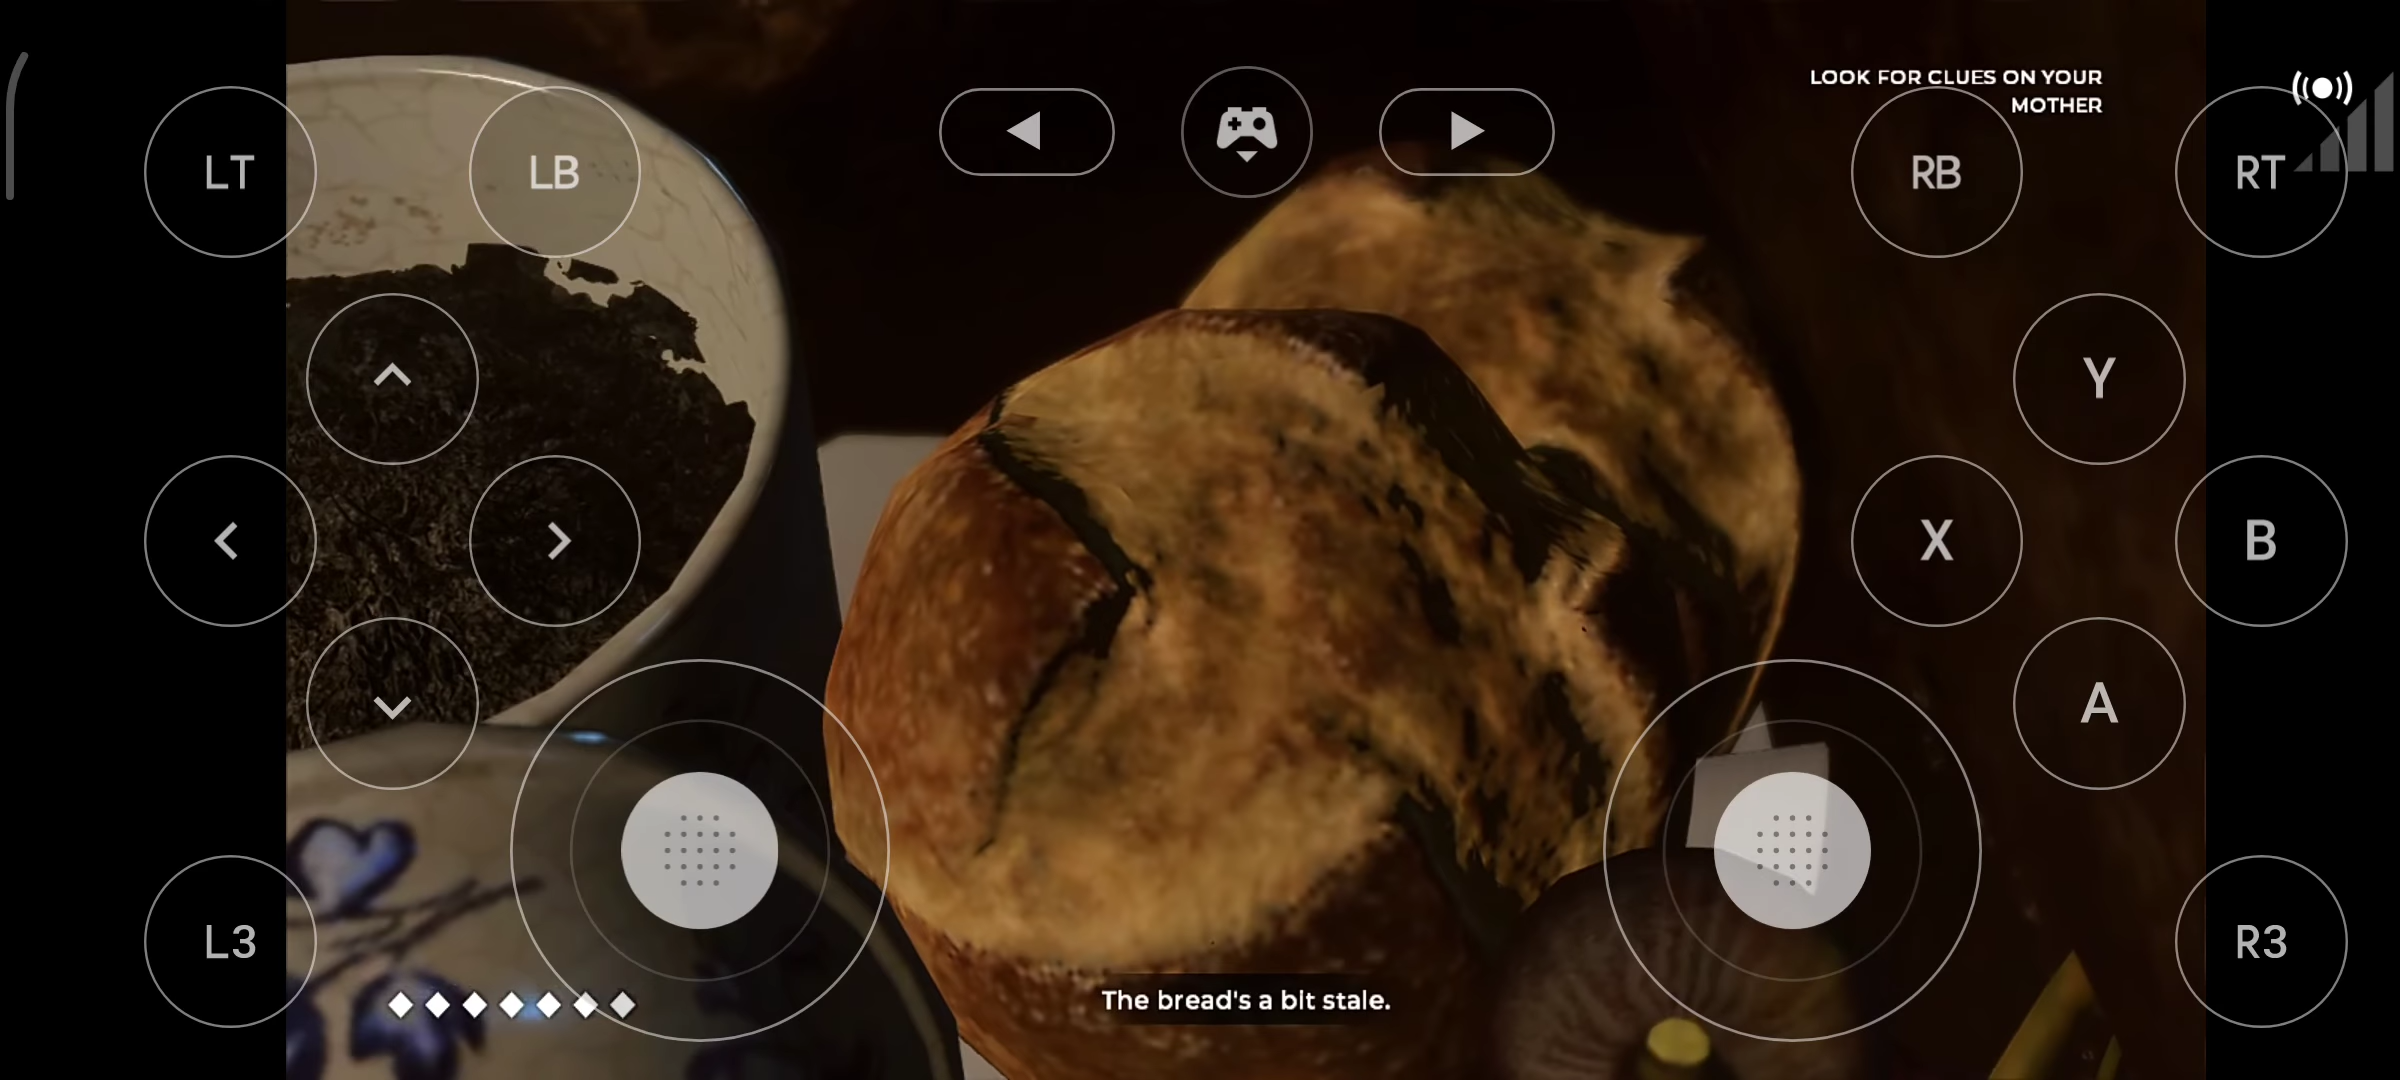 LOOK FOR CLUES ON YOUR
MOTHER
LT
LB
RB
RT
Y
X
B
A
L3
R3
The bread's a bit stale.